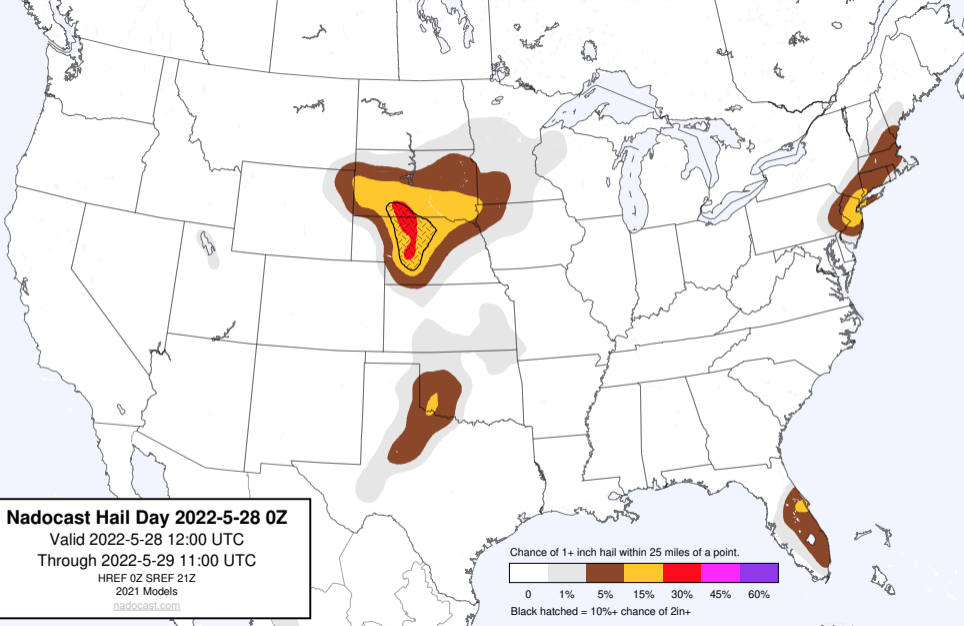 Nadocast Hail Day 2022-5-28 0Z
Valid 2022-5-28 12:00 UTC
Through 2022-5-29 11:00 UTC
HREF 0Z SREF 21Z
2021 Models
nadocast.com
Chance of 1+ inch hail within 25 miles of a point.
0 1% 5% 15% 30% 45% 60%
Black hatched = 10%+ chance of 2in+